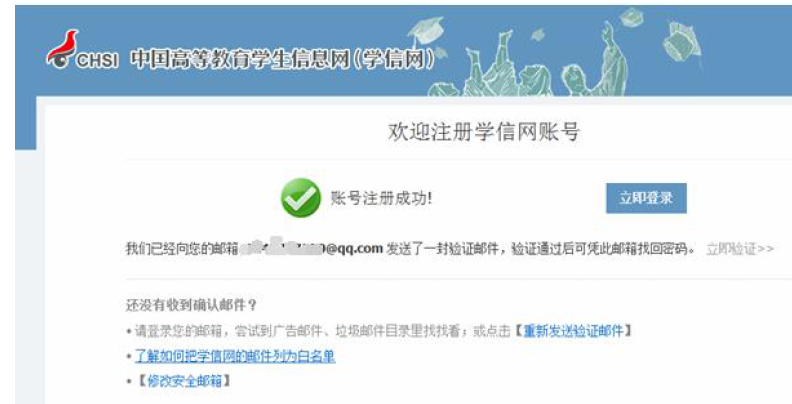 CHSI 中国高等教育学生信息网(学信网)
欢迎注册学信网账号
账号注册成功! 立即登录
我们已经向您的邮箱 @qq.com 发送了一封验证邮件，验证通过后可凭此邮箱找回密码。 立即验证>>
还没有收到确认邮件？
• 请登录您的邮箱，尝试到广告邮件、垃圾邮件目录里找找看；或点击【重新发送验证邮件】
• 了解如何把学信网的邮件列为白名单
• 【修改安全邮箱】